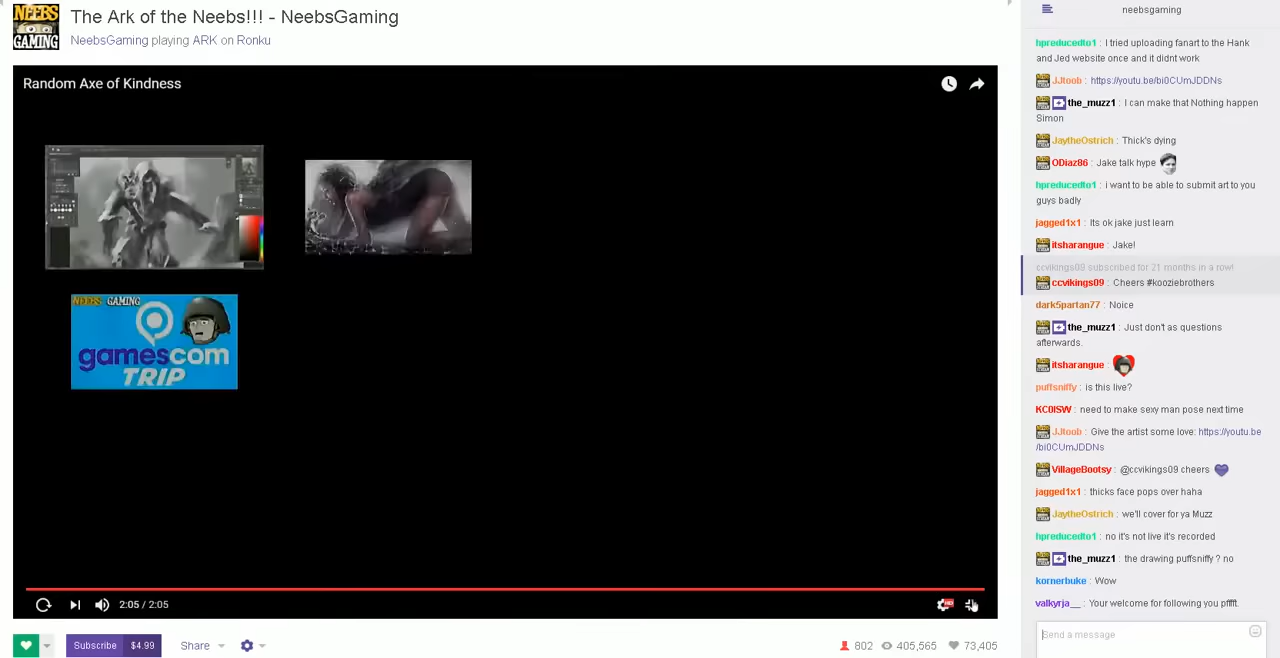 NEEBS
GAMING
The Ark of the Neebs!!! - NeebsGaming
NeebsGaming playing ARK on Ronku
Random Axe of Kindness
NEEBS GAMING
gamescom
TRIP
2:05 / 2:05
HD
Subscribe $4.99
Share
802 405,565 73,405
neebsgaming
hpreducedto1 : I tried uploading fanart to the Hank
and Jed website once and it didnt work
JJtoob : https://youtu.be/bi0CUmJDDNs
the_muzz1 : I can make that Nothing happen
Simon
JaytheOstrich : Thick's dying
ODiaz86 : Jake talk hype
hpreducedto1 : i want to be able to submit art to you
guys badly
jagged1x1 : Its ok jake just learn
itsharangue : Jake!
ccvikings09 subscribed for 21 months in a row!
ccvikings09 : Cheers #kooziebrothers
dark5partan77 : Noice
the_muzz1 : Just don't as questions
afterwards.
itsharangue :
puffsniffy : is this live?
KC0ISW : need to make sexy man pose next time
JJtoob : Give the artist some love: https://youtu.be
/bi0CUmJDDNs
VillageBootsy : @ccvikings09 cheers
jagged1x1 : thicks face pops over haha
JaytheOstrich : we'll cover for ya Muzz
hpreducedto1 : no it's not live it's recorded
the_muzz1 : the drawing puffsniffy ? no
kornerbuke : Wow
valkyrja__ : Your welcome for following you pffft.
Send a message